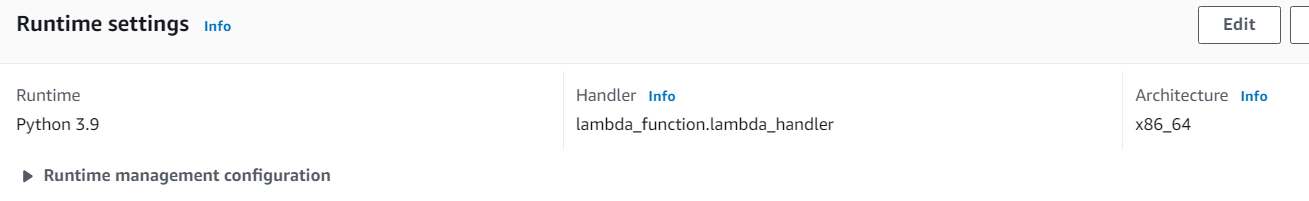 Runtime settings Info
Edit
Runtime
Python 3.9
Handler Info
lambda_function.lambda_handler
Architecture Info
x86_64
Runtime management configuration